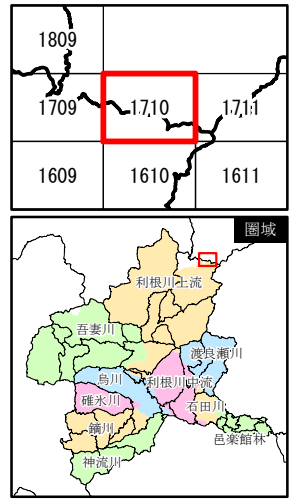 1809
1709 1710 1711
1609 1610 1611
圏域
利根川上流
吾妻川
渡良瀬川
烏川 利根川中流
碓氷川
石田川
鏑川
邑楽館林
神流川